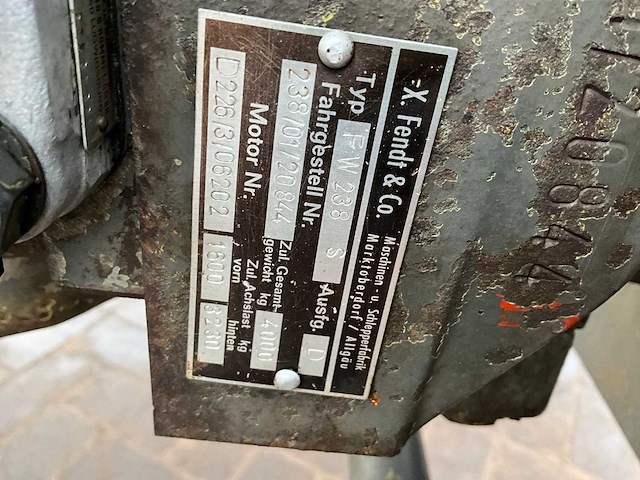 X. Fendt & Co.
Maschinen - u. Schlepperfabrik
Marktoberdorf / Allgäu
Typ FW 238 S Ausfg. D
Fahrgestell Nr. Zul. Gesamt-
gewicht kg 4000
238/01/20844
Motor Nr. Zul. Achslast kg
vorn hinten
D226/3/06202 1600
20844